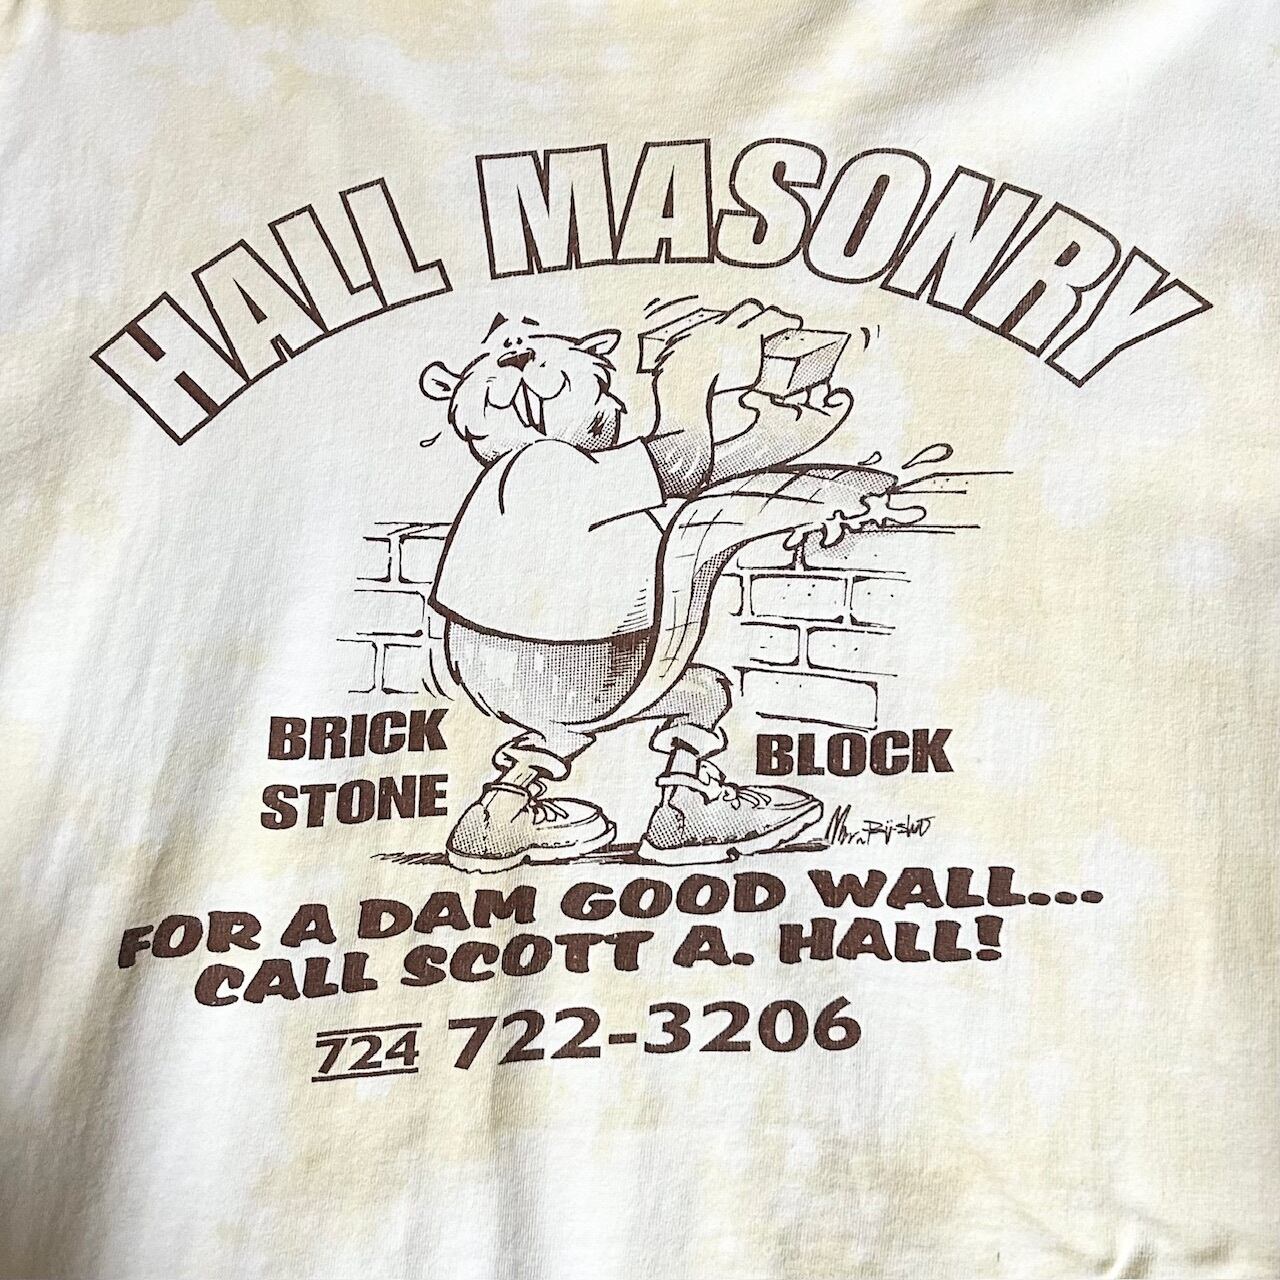 HALL MASONRY
BRICK
STONE
BLOCK
FOR A DAM GOOD WALL...
CALL SCOTT A. HALL!
724 722-3206